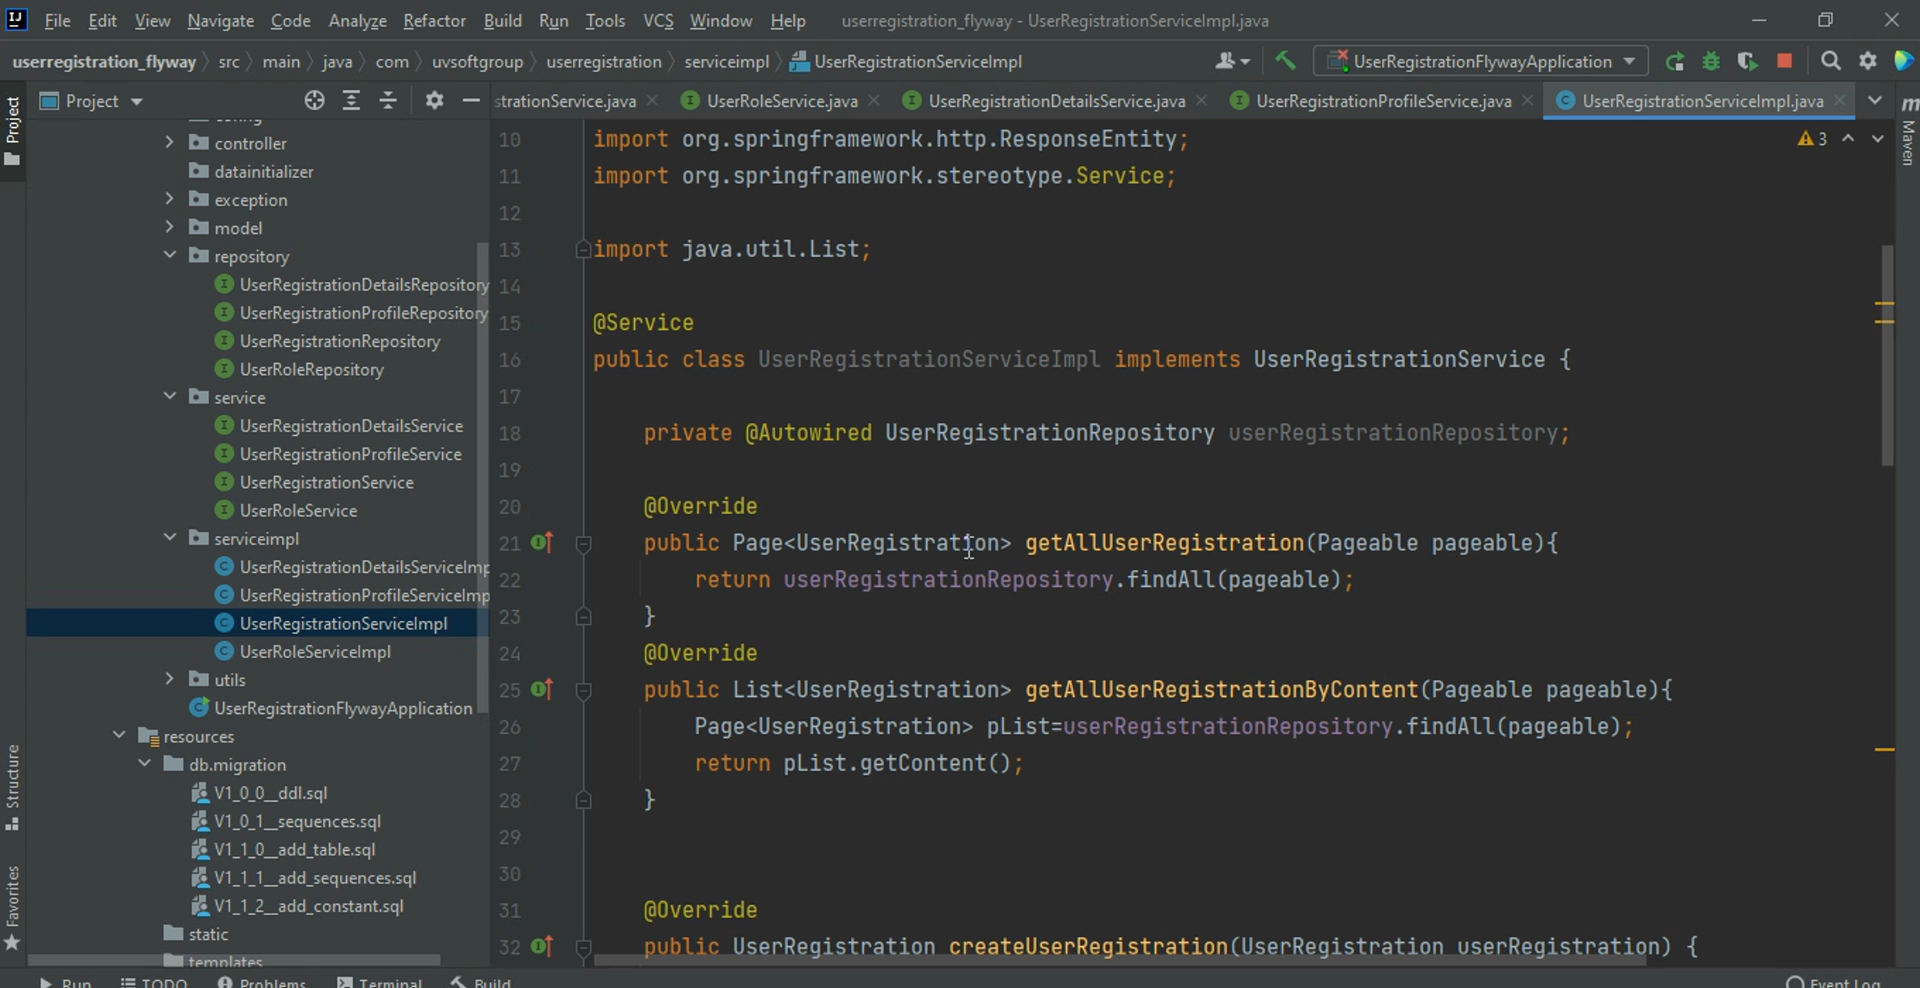 File Edit View Navigate Code Analyze Refactor Build Run Tools VCS Window Help userregistration_flyway - UserRegistrationServiceImpl.java
userregistration_flyway src main java com uvsoftgroup userregistration serviceimpl UserRegistrationServiceImpl UserRegistrationFlywayApplication
Project strationService.java UserRoleService.java UserRegistrationDetailsService.java UserRegistrationProfileService.java UserRegistrationServiceImpl.java
Project
Structure
Favorites
Maven
controller
datainitializer
exception
model
repository
UserRegistrationDetailsRepository
UserRegistrationProfileRepository
UserRegistrationRepository
UserRoleRepository
service
UserRegistrationDetailsService
UserRegistrationProfileService
UserRegistrationService
UserRoleService
serviceimpl
UserRegistrationDetailsServiceImp
UserRegistrationProfileServiceImp
UserRegistrationServiceImpl
UserRoleServiceImpl
utils
UserRegistrationFlywayApplication
resources
db.migration
V1_0_0__ddl.sql
V1_0_1__sequences.sql
V1_1_0__add_table.sql
V1_1_1__add_sequences.sql
V1_1_2__add_constant.sql
static
templates
3
10 import org.springframework.http.ResponseEntity;
11 import org.springframework.stereotype.Service;
12
13 import java.util.List;
14
15 @Service
16 public class UserRegistrationServiceImpl implements UserRegistrationService {
17
18 private @Autowired UserRegistrationRepository userRegistrationRepository;
19
20 @Override
21 public Page<UserRegistration> getAllUserRegistration(Pageable pageable){
22 return userRegistrationRepository.findAll(pageable);
23 }
24 @Override
25 public List<UserRegistration> getAllUserRegistrationByContent(Pageable pageable){
26 Page<UserRegistration> pList=userRegistrationRepository.findAll(pageable);
27 return pList.getContent();
28 }
29
30
31 @Override
32 public UserRegistration createUserRegistration(UserRegistration userRegistration) {
Run TODO Problems Terminal Build Event Log